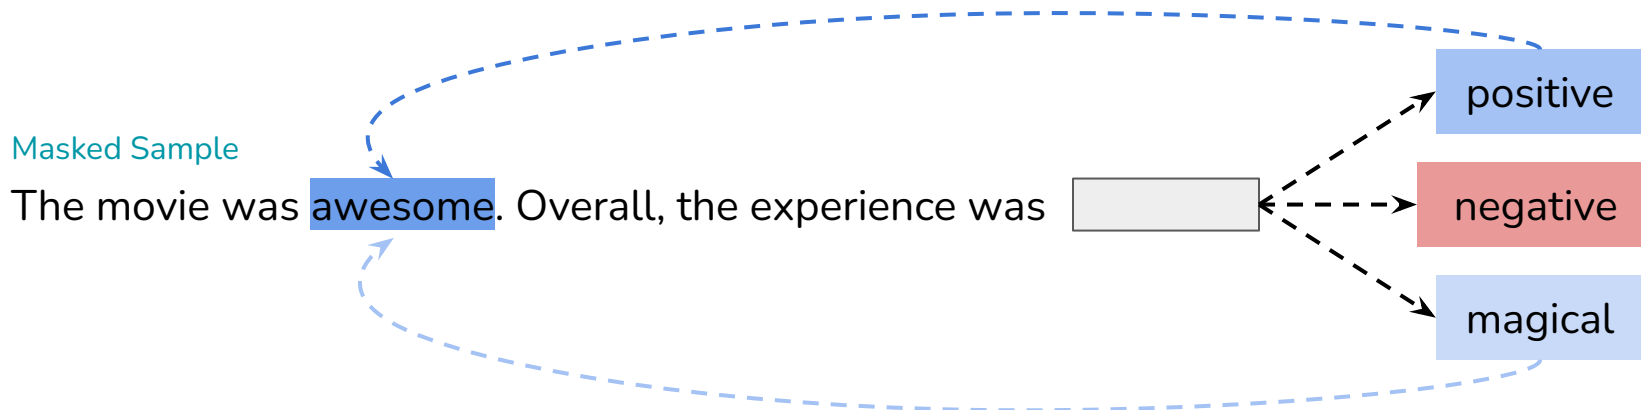 Masked Sample
The movie was awesome. Overall, the experience was
positive
negative
magical